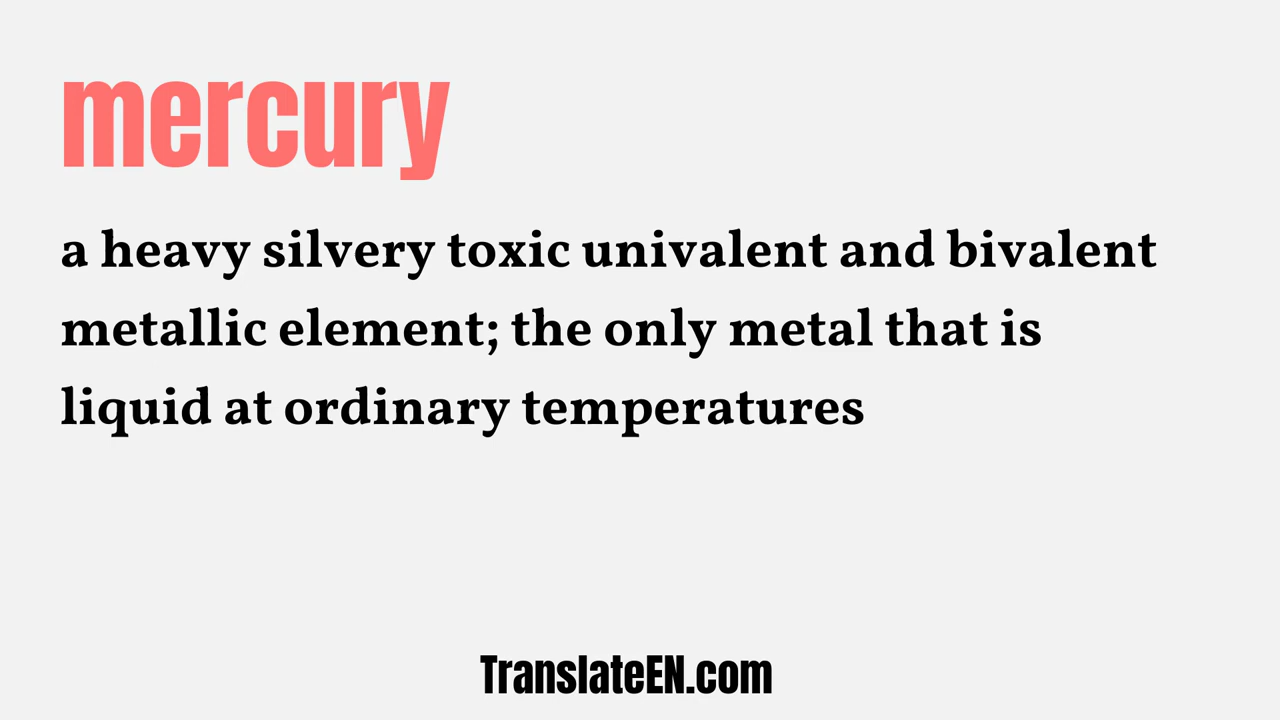 mercury
a heavy silvery toxic univalent and bivalent
metallic element; the only metal that is
liquid at ordinary temperatures
TranslateEN.com